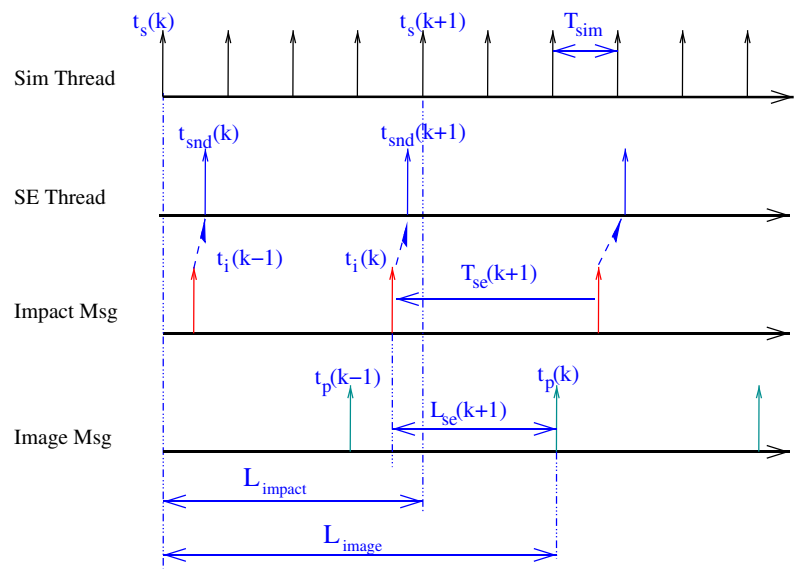 t_s(k) t_s(k+1) T_sim
Sim Thread
t_snd(k) t_snd(k+1)
SE Thread
t_i(k−1) t_i(k) T_se(k+1)
Impact Msg
t_p(k−1) t_p(k)
L_se(k+1)
Image Msg
L_impact
L_image